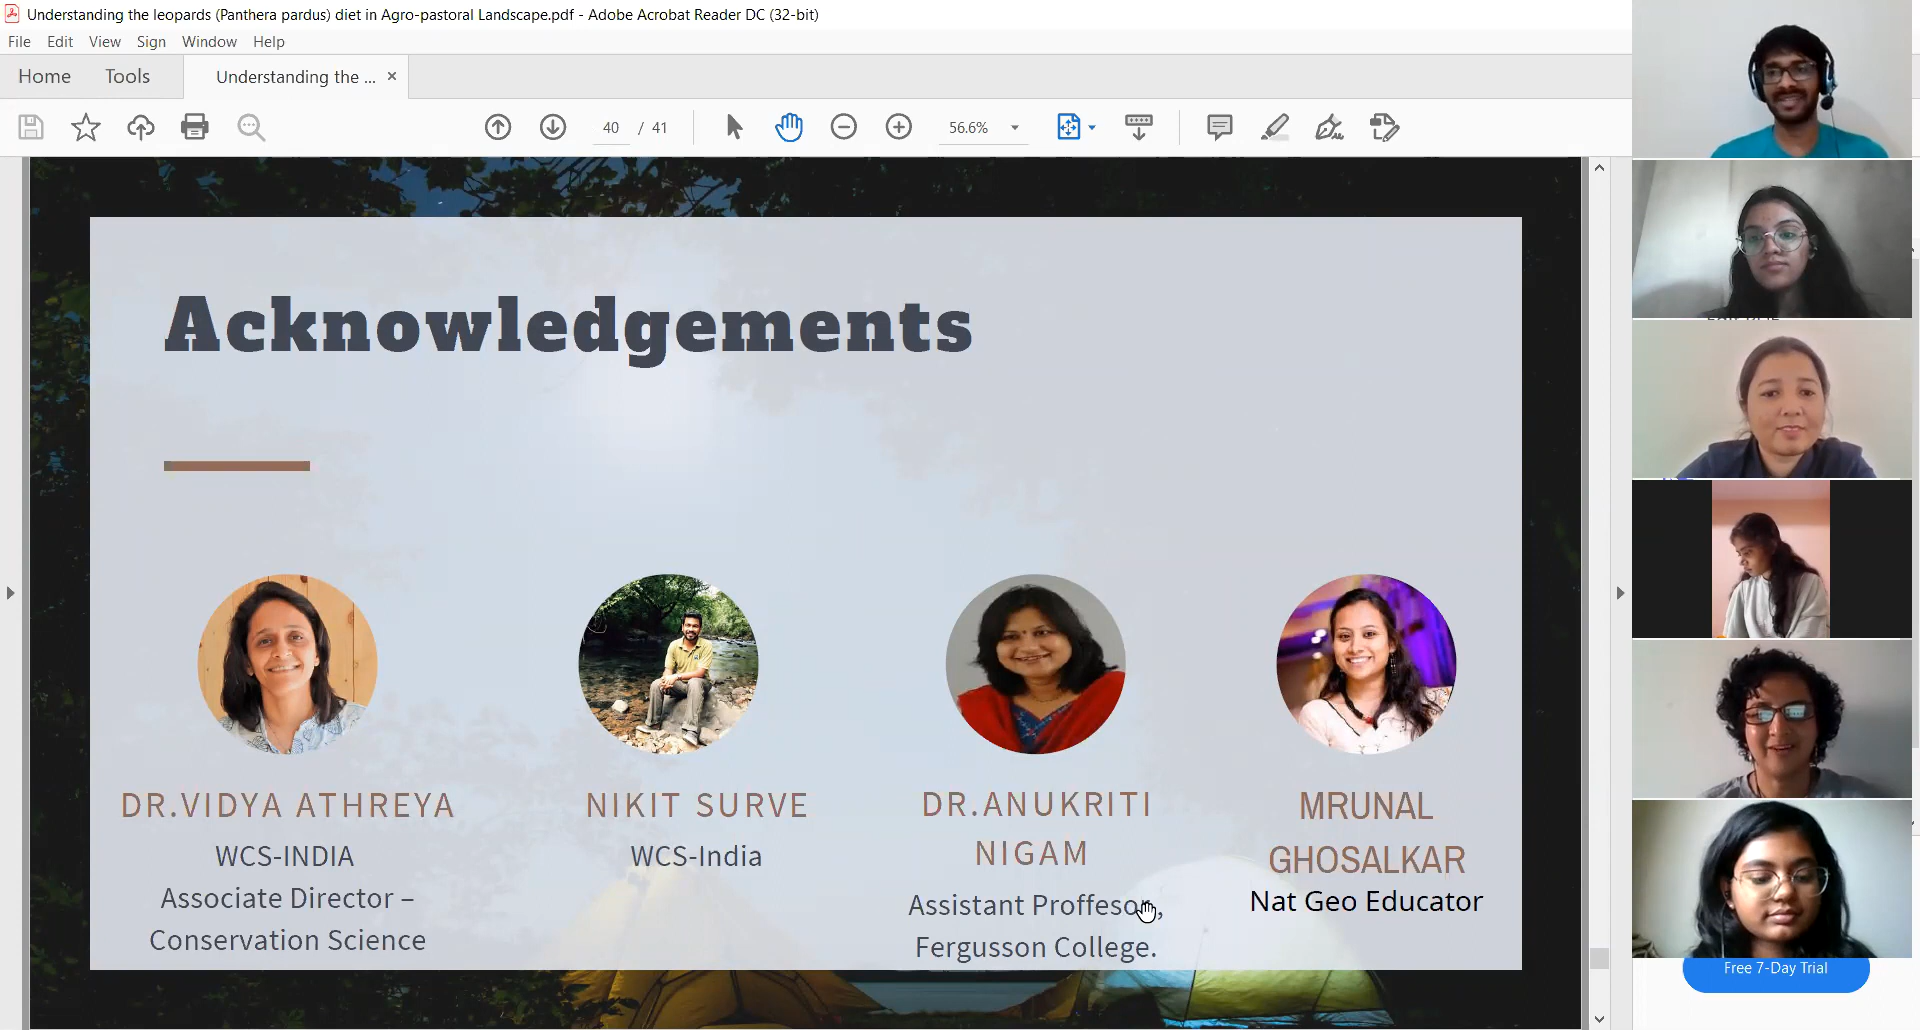 Understanding the leopards (Panthera pardus) diet in Agro-pastoral Landscape.pdf - Adobe Acrobat Reader DC (32-bit)
File Edit View Sign Window Help
Home Tools Understanding the ... ×
40 / 41 56.6%
Acknowledgements
DR.VIDYA ATHREYA
WCS-INDIA
Associate Director –
Conservation Science
NIKIT SURVE
WCS-India
DR.ANUKRITI
NIGAM
Assistant Proffesor,
Fergusson College.
MRUNAL
GHOSALKAR
Nat Geo Educator
Free 7-Day Trial